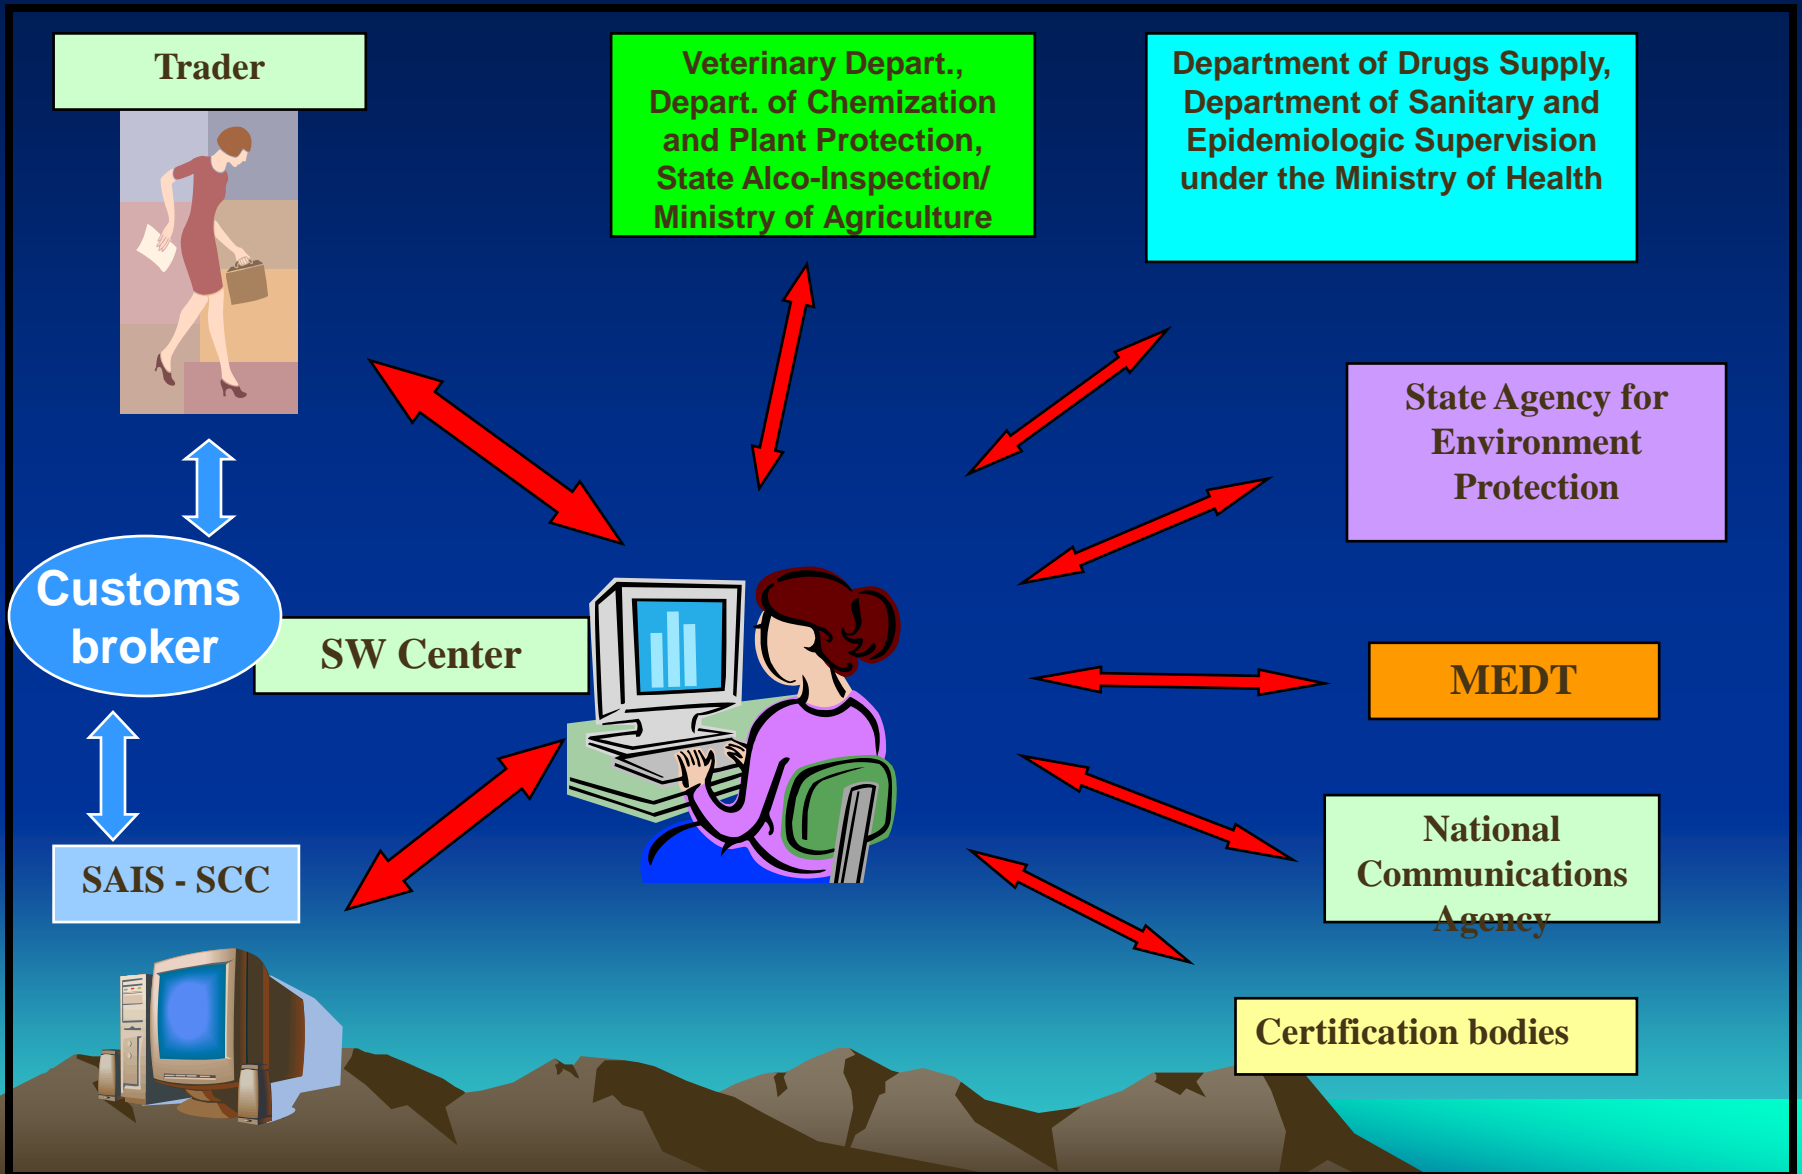 Trader
Veterinary Depart.,
Depart. of Chemization
and Plant Protection,
State Alco-Inspection/
Ministry of Agriculture
Department of Drugs Supply,
Department of Sanitary and
Epidemiologic Supervision
under the Ministry of Health
State Agency for
Environment
Protection
Customs
broker
SW Center
MEDT
National
Communications
Agency
SAIS - SCC
Certification bodies